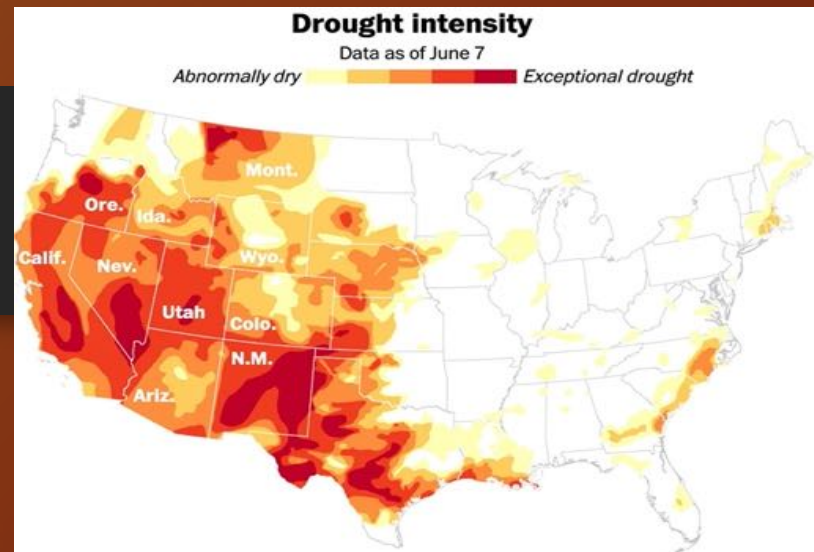 Drought intensity
Data as of June 7
Abnormally dry Exceptional drought
Mont.
Ore.
Ida.
Calif.
Nev.
Wyo.
Utah
Colo.
N.M.
Ariz.